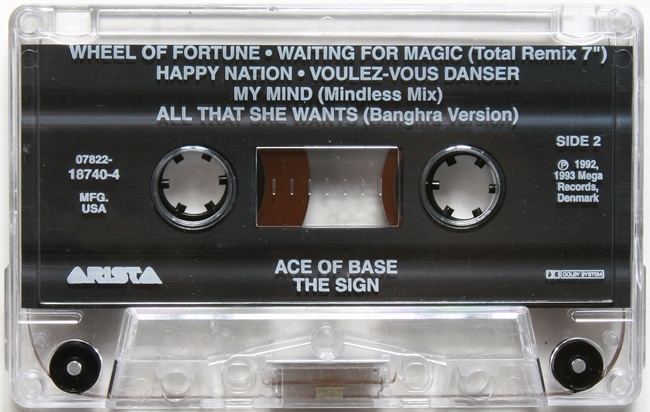 WHEEL OF FORTUNE • WAITING FOR MAGIC (Total Remix 7")
HAPPY NATION • VOULEZ-VOUS DANSER
MY MIND (Mindless Mix)
ALL THAT SHE WANTS (Banghra Version)
SIDE 2
07822-
18740-4
MFG.
USA
℗ 1992,
1993 Mega
Records,
Denmark
ARISTA
ACE OF BASE
THE SIGN
DOLBY SYSTEM